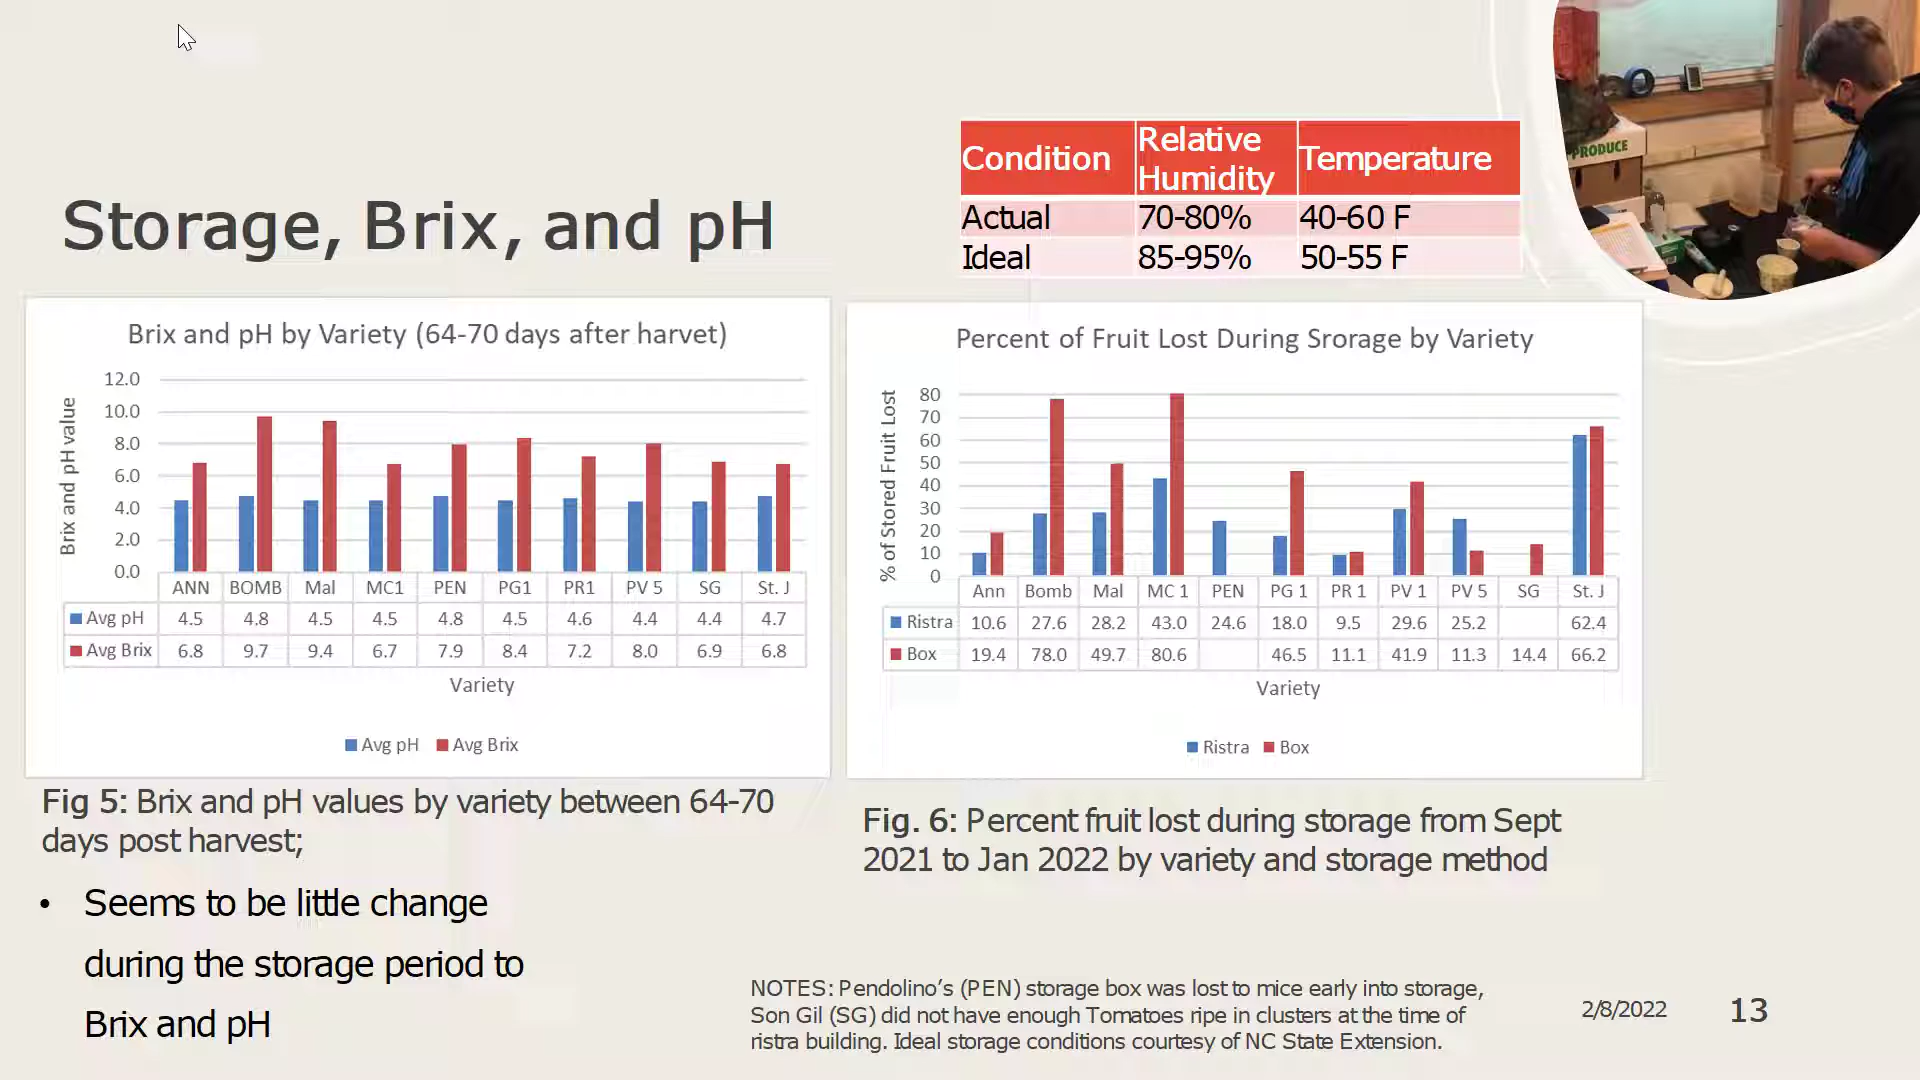 PRODUCE
Condition Relative Humidity Temperature
Actual 70-80% 40-60 F
Ideal 85-95% 50-55 F
Storage, Brix, and pH
Brix and pH by Variety (64-70 days after harvet)
Brix and pH value
12.0
10.0
8.0
6.0
4.0
2.0
0.0
ANN BOMB Mal MC1 PEN PG1 PR1 PV 5 SG St. J
Avg pH 4.5 4.8 4.5 4.5 4.8 4.5 4.6 4.4 4.4 4.7
Avg Brix 6.8 9.7 9.4 6.7 7.9 8.4 7.2 8.0 6.9 6.8
Variety
Avg pH Avg Brix
Percent of Fruit Lost During Srorage by Variety
% of Stored Fruit Lost
80
70
60
50
40
30
20
10
0
Ann Bomb Mal MC 1 PEN PG 1 PR 1 PV 1 PV 5 SG St. J
Ristra 10.6 27.6 28.2 43.0 24.6 18.0 9.5 29.6 25.2 62.4
Box 19.4 78.0 49.7 80.6 46.5 11.1 41.9 11.3 14.4 66.2
Variety
Ristra Box
Fig 5: Brix and pH values by variety between 64-70
days post harvest;
• Seems to be little change
during the storage period to
Brix and pH
Fig. 6: Percent fruit lost during storage from Sept
2021 to Jan 2022 by variety and storage method
NOTES: Pendolino’s (PEN) storage box was lost to mice early into storage,
Son Gil (SG) did not have enough Tomatoes ripe in clusters at the time of
ristra building. Ideal storage conditions courtesy of NC State Extension.
2/8/2022 13